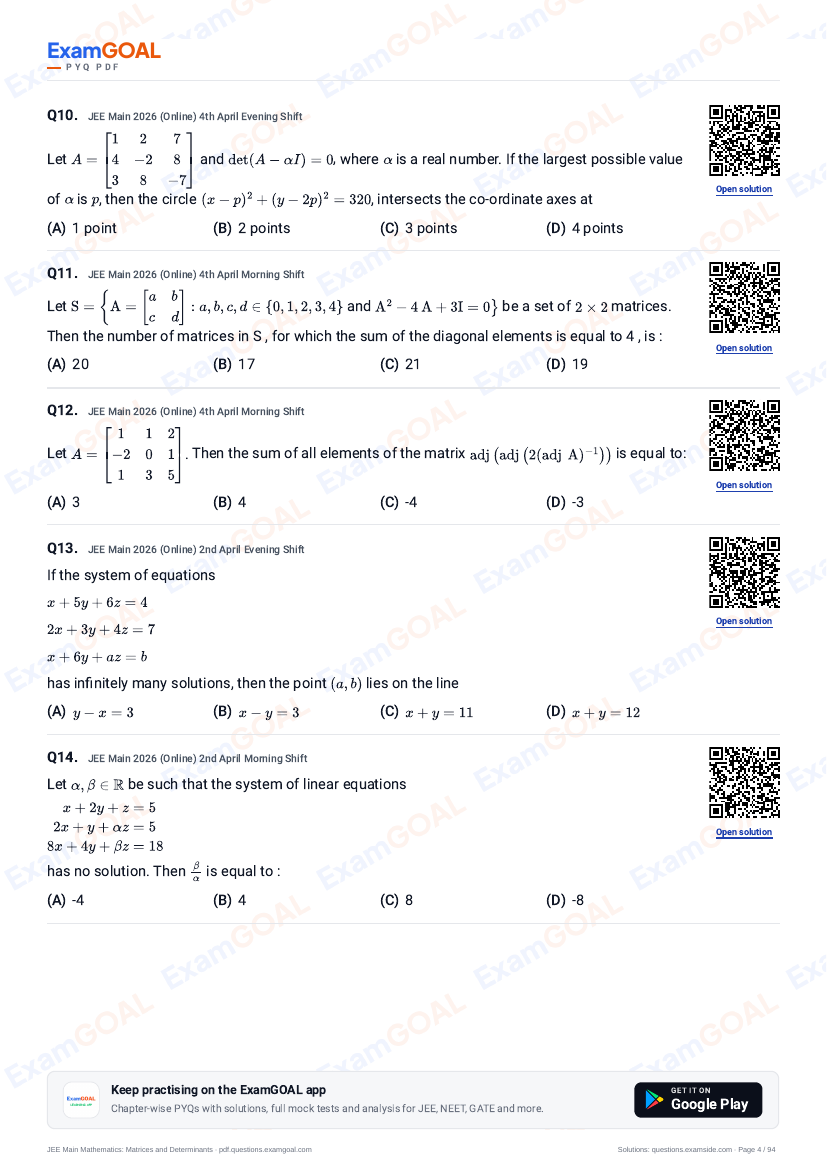 ExamGOAL
PYQ PDF
Q10. JEE Main 2026 (Online) 4th April Evening Shift
Let A = [1 2 7; 4 −2 8; 3 8 −7] and det(A − αI) = 0, where α is a real number. If the largest possible value
of α is p, then the circle (x − p)² + (y − 2p)² = 320, intersects the co-ordinate axes at
(A) 1 point (B) 2 points (C) 3 points (D) 4 points
Open solution
Q11. JEE Main 2026 (Online) 4th April Morning Shift
Let S = {A = [a b; c d] : a, b, c, d ∈ {0, 1, 2, 3, 4} and A² − 4 A + 3I = 0} be a set of 2 × 2 matrices.
Then the number of matrices in S , for which the sum of the diagonal elements is equal to 4 , is :
(A) 20 (B) 17 (C) 21 (D) 19
Open solution
Q12. JEE Main 2026 (Online) 4th April Morning Shift
Let A = [1 1 2; −2 0 1; 1 3 5]. Then the sum of all elements of the matrix adj (adj (2(adj A)⁻¹)) is equal to:
(A) 3 (B) 4 (C) -4 (D) -3
Open solution
Q13. JEE Main 2026 (Online) 2nd April Evening Shift
If the system of equations
x + 5y + 6z = 4
2x + 3y + 4z = 7
x + 6y + az = b
has infinitely many solutions, then the point (a, b) lies on the line
(A) y − x = 3 (B) x − y = 3 (C) x + y = 11 (D) x + y = 12
Open solution
Q14. JEE Main 2026 (Online) 2nd April Morning Shift
Let α, β ∈ ℝ be such that the system of linear equations
x + 2y + z = 5
2x + y + αz = 5
8x + 4y + βz = 18
has no solution. Then β/α is equal to :
(A) -4 (B) 4 (C) 8 (D) -8
Open solution
Keep practising on the ExamGOAL app
Chapter-wise PYQs with solutions, full mock tests and analysis for JEE, NEET, GATE and more.
GET IT ON
Google Play
JEE Main Mathematics: Matrices and Determinants · pdf.questions.examgoal.com
Solutions: questions.examside.com · Page 4 / 94